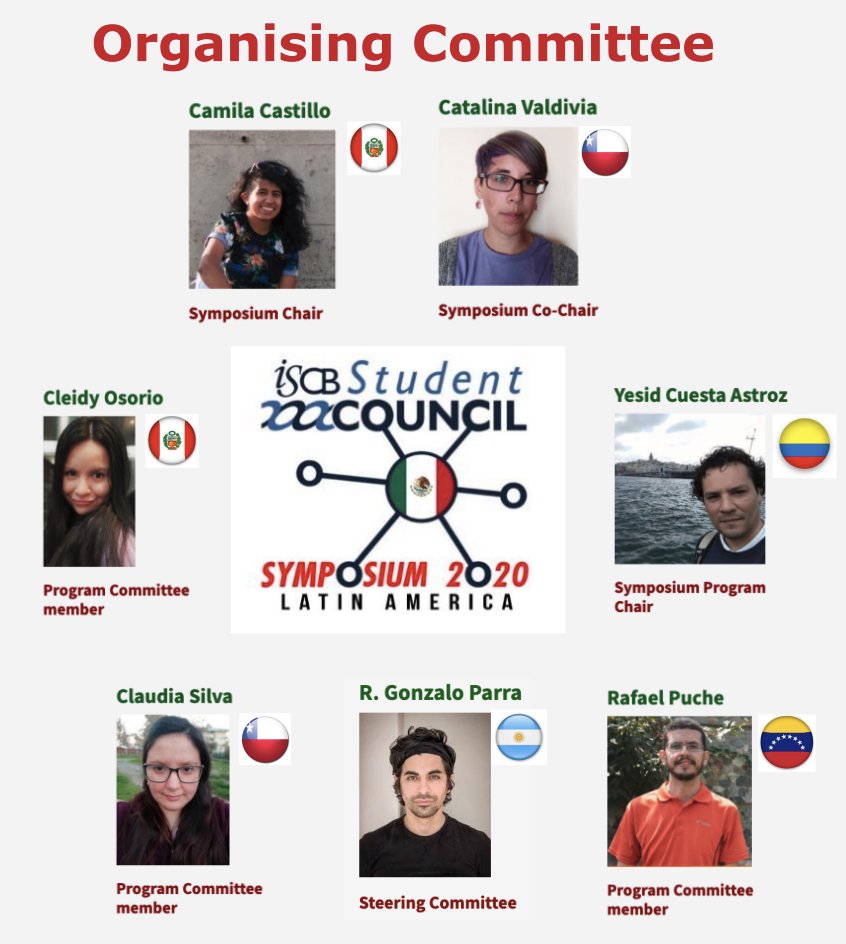 Organising Committee
Camila Castillo
Catalina Valdivia
Symposium Chair
Symposium Co-Chair
Cleidy Osorio
Yesid Cuesta Astroz
iSCB Student
COUNCIL
SYMPOSIUM 2020
LATIN AMERICA
Program Committee
member
Symposium Program
Chair
Claudia Silva
R. Gonzalo Parra
Rafael Puche
Program Committee
member
Steering Committee
Program Committee
member